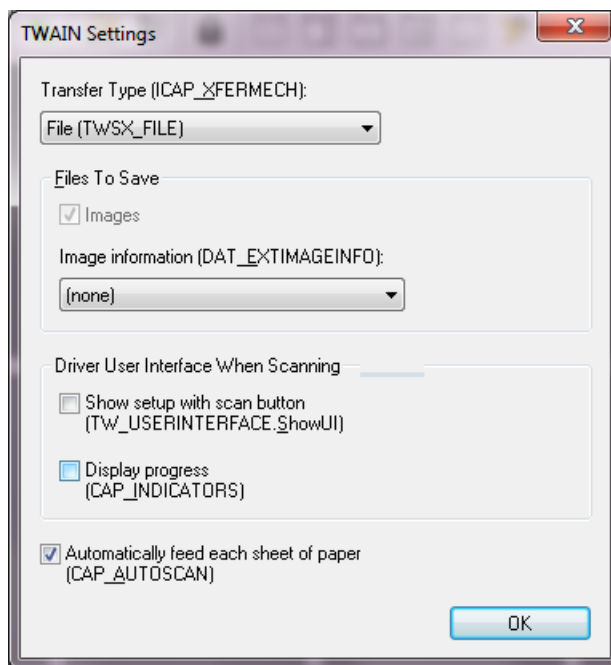 TWAIN Settings
Transfer Type (ICAP_XFERMECH):
File (TWSX_FILE)
Files To Save
Images
Image information (DAT_EXTIMAGEINFO):
(none)
Driver User Interface When Scanning
Show setup with scan button
(TW_USERINTERFACE.ShowUI)
Display progress
(CAP_INDICATORS)
Automatically feed each sheet of paper
(CAP_AUTOSCAN)
OK